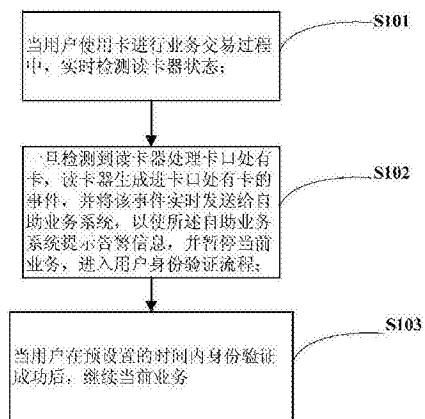 当用户使用卡进行业务交易过程
中，实时检测读卡器状态；
S101
一旦检测到读卡器处理卡口处有
卡，读卡器生成进卡口处有卡的
事件，并将该事件实时发送给自
助业务系统，以使所述自助业务
系统提示告警信息，并暂停当前
业务，进入用户身份验证流程；
S102
当用户在预设置的时间内身份验证
成功后，继续当前业务
S103